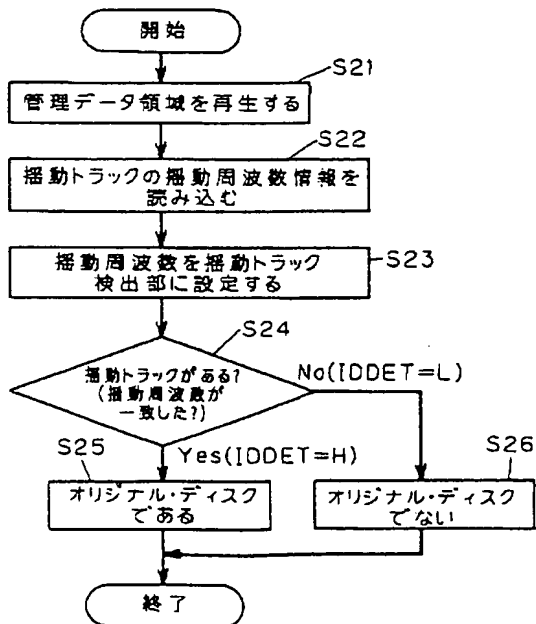 開始
S21
管理データ領域を再生する
S22
揺動トラックの揺動周波数情報を
読み込む
S23
揺動周波数を揺動トラック
検出部に設定する
S24
揺動トラックがある?
(揺動周波数が
一致した?)
No(IDDET=L)
S25
Yes(IDDET=H)
S26
オリジナル・ディスク
である
オリジナル・ディスク
でない
終了